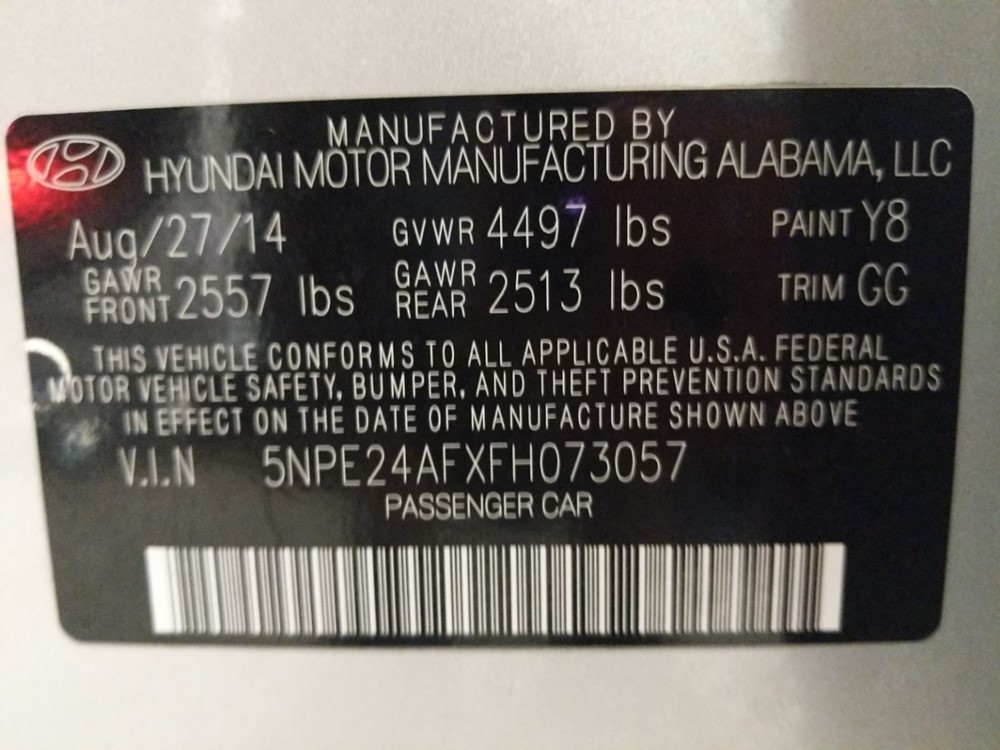 MANUFACTURED BY
HYUNDAI MOTOR MANUFACTURING ALABAMA, LLC
Aug/27/14 GVWR 4497 lbs PAINT Y8
GAWR FRONT 2557 lbs GAWR REAR 2513 lbs TRIM GG
THIS VEHICLE CONFORMS TO ALL APPLICABLE U.S.A. FEDERAL
MOTOR VEHICLE SAFETY, BUMPER, AND THEFT PREVENTION STANDARDS
IN EFFECT ON THE DATE OF MANUFACTURE SHOWN ABOVE
V.I.N 5NPE24AFXFH073057
PASSENGER CAR